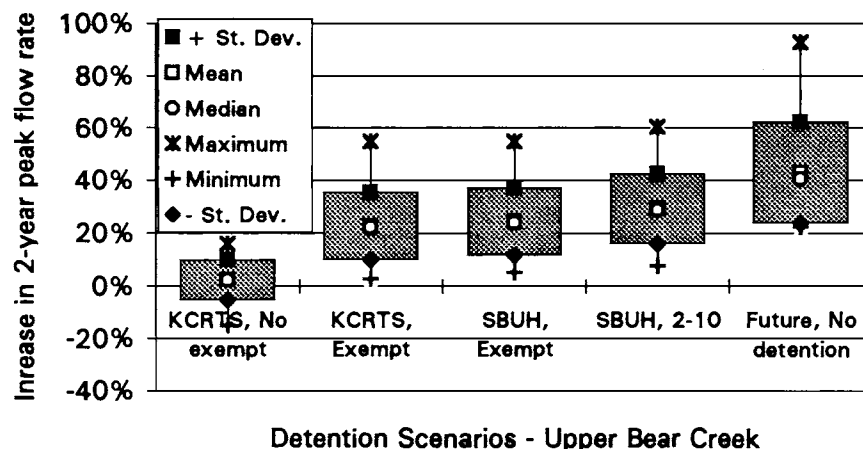 Inrease in 2-year peak flow rate
100%
80%
60%
40%
20%
0%
-20%
-40%
+ St. Dev.
Mean
Median
Maximum
Minimum
- St. Dev.
KCRTS, No
exempt
KCRTS,
Exempt
SBUH,
Exempt
SBUH, 2-10
Future, No
detention
Detention Scenarios - Upper Bear Creek